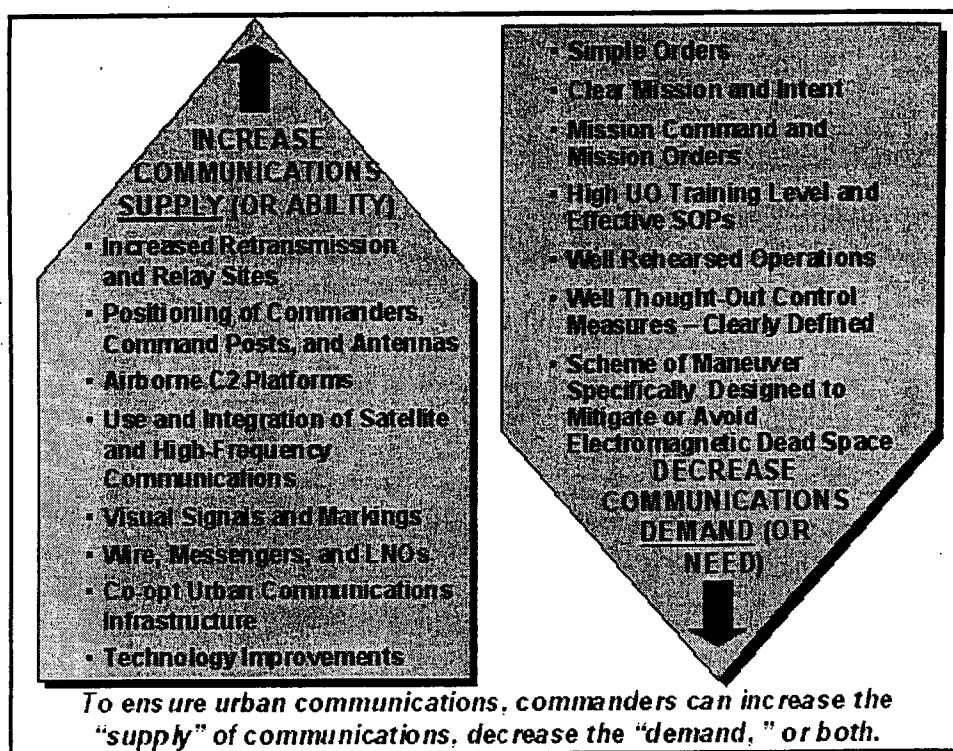 INCREASE
COMMUNICATIONS
SUPPLY (OR ABILITY)
• Increased Retransmission
and Relay Sites
• Positioning of Commanders,
Command Posts, and Antennas
• Airborne C2 Platforms
• Use and Integration of Satellite
and High-Frequency
Communications
• Visual Signals and Markings
• Wire, Messengers, and LNOs
• Co-opt Urban Communications
Infrastructure
• Technology Improvements
• Simple Orders
• Clear Mission and Intent
• Mission Command and
Mission Orders
• High UO Training Level and
Effective SOPs
• Well Rehearsed Operations
• Well Thought-Out Control
Measures – Clearly Defined
• Scheme of Maneuver
Specifically Designed to
Mitigate or Avoid
Electromagnetic Dead Space
DECREASE
COMMUNICATIONS
DEMAND (OR
NEED)
To ensure urban communications, commanders can increase the
“supply” of communications, decrease the “demand, ” or both.